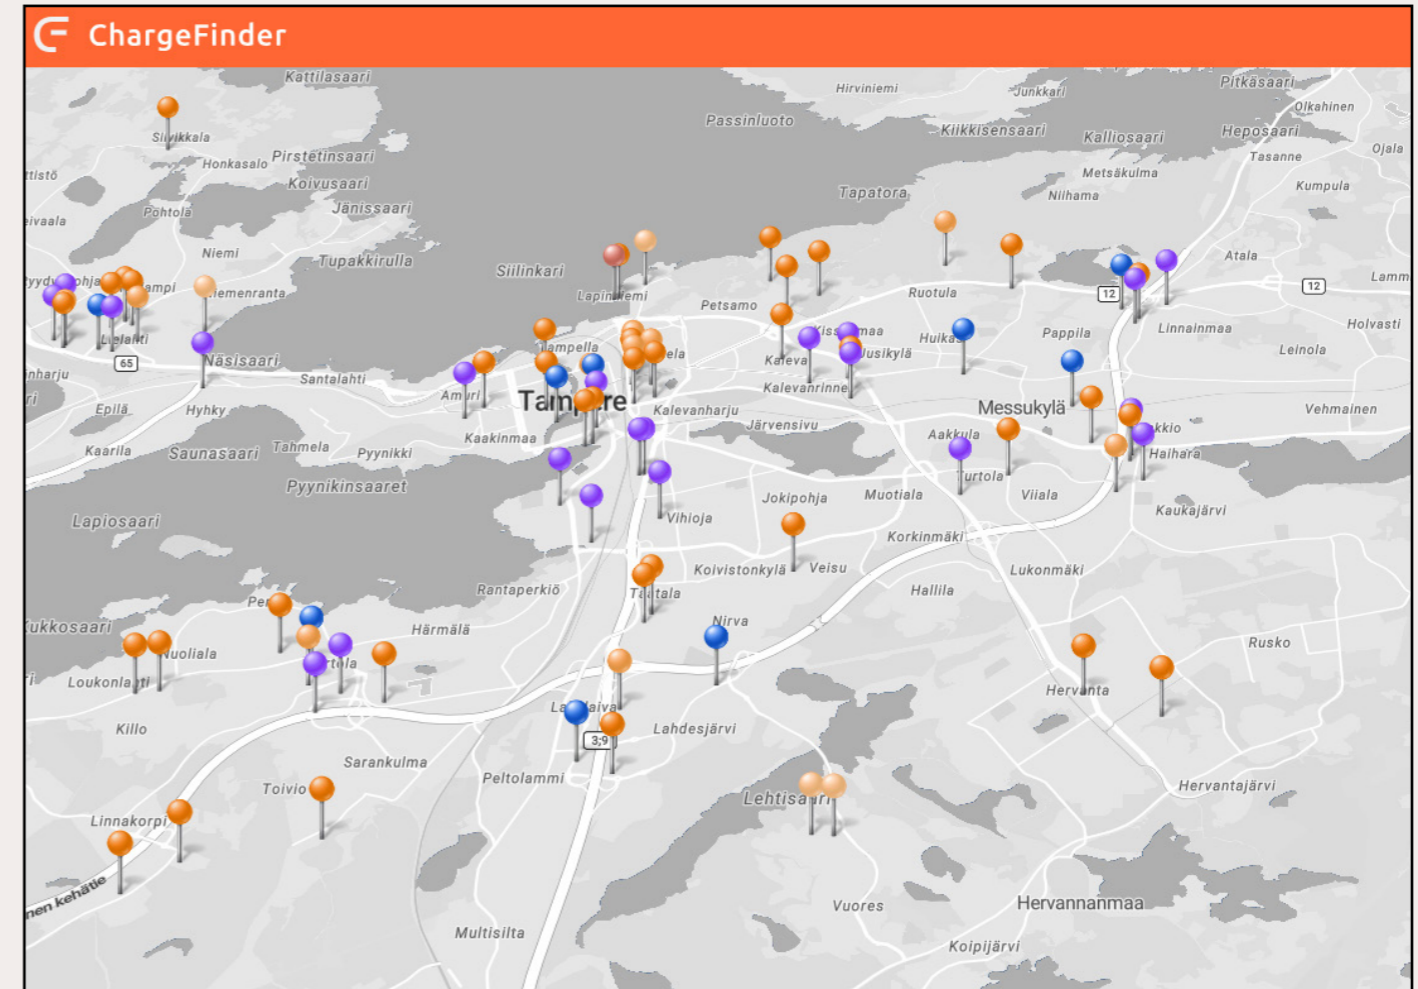 ChargeFinder
Kattilasaari
Pitkäsaari
Hirviniemi
Junkkari
Olkahinen
Passinluoto
Kiikkisensaari
Kalliosaari
Heposaari
Siivikkala
Honkasalo
Pirstetinsaari
Tasanne
Ojala
Metsäkulma
Koivusaari
Niihama
Kumpula
Tapatora
Pohtola
Jänissaari
Niemi
Tupakkirulla
Siilinkari
Atala
Lamm
Lapinniemi
Petsamo
Ruotula
12
12
Linnainmaa
Holvasti
Pappila
Lielahti
65
Näsisaari
Santalahti
Kaleva
Leinola
Amuri
Tampere
Kalevanrinne
Epilä
Hyhky
Kalevanharju
Messukylä
Vehmainen
Kaakinmaa
Järvensivu
Aakkula
Kaarila
Saunasaari
Tahmela
Pyynikki
Haihara
Turtola
Pyynikinsaaret
Jokipohja
Muotiala
Viiala
Kaukajärvi
Lapiosaari
Vihioja
Korkinmäki
Koivistonkylä
Veisu
Lukonmäki
Rantaperkiö
Taatala
Hallila
Nirva
Härmälä
Rusko
Loukonlahti
Hervanta
Killo
Lahdesjärvi
3;9
Sarankulma
Peltolammi
Toivio
Lehtisaari
Hervantajärvi
Linnakorpi
Vuores
Hervannanmaa
Multisilta
Koipijärvi